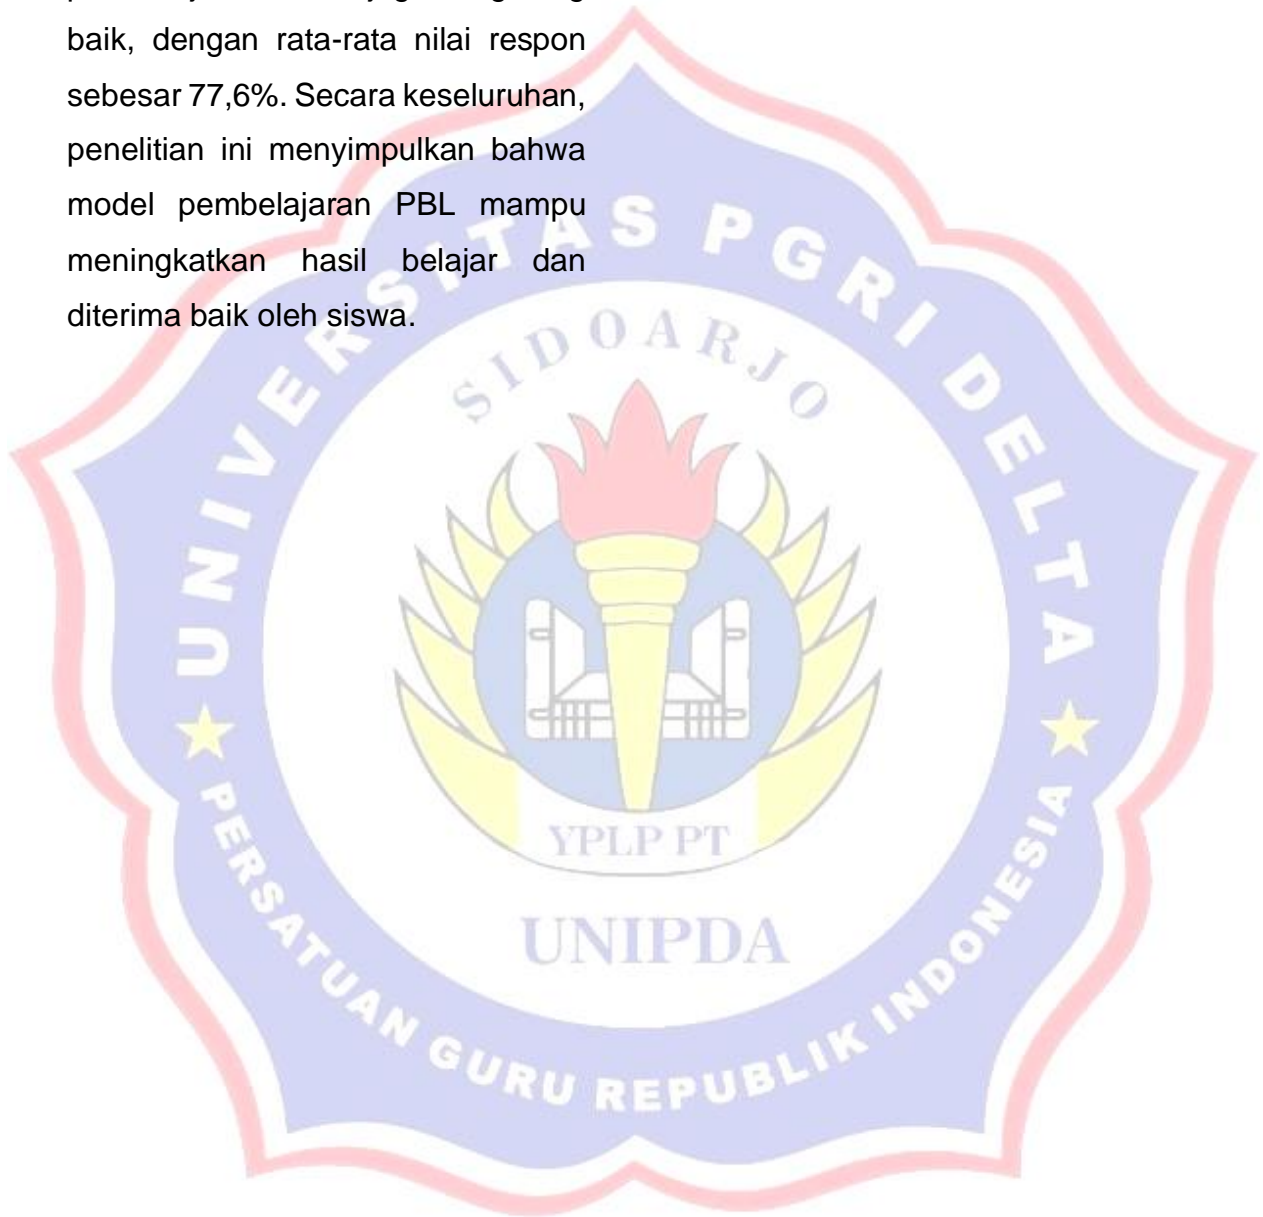 baik, dengan rata-rata nilai respon
sebesar 77,6%. Secara keseluruhan,
penelitian ini menyimpulkan bahwa
model pembelajaran PBL mampu
meningkatkan hasil belajar dan
diterima baik oleh siswa.
UNIVERSITAS PGRI DELTA
SIDOARJO
YPLP PT
UNIPDA
PERSATUAN GURU REPUBLIK INDONESIA